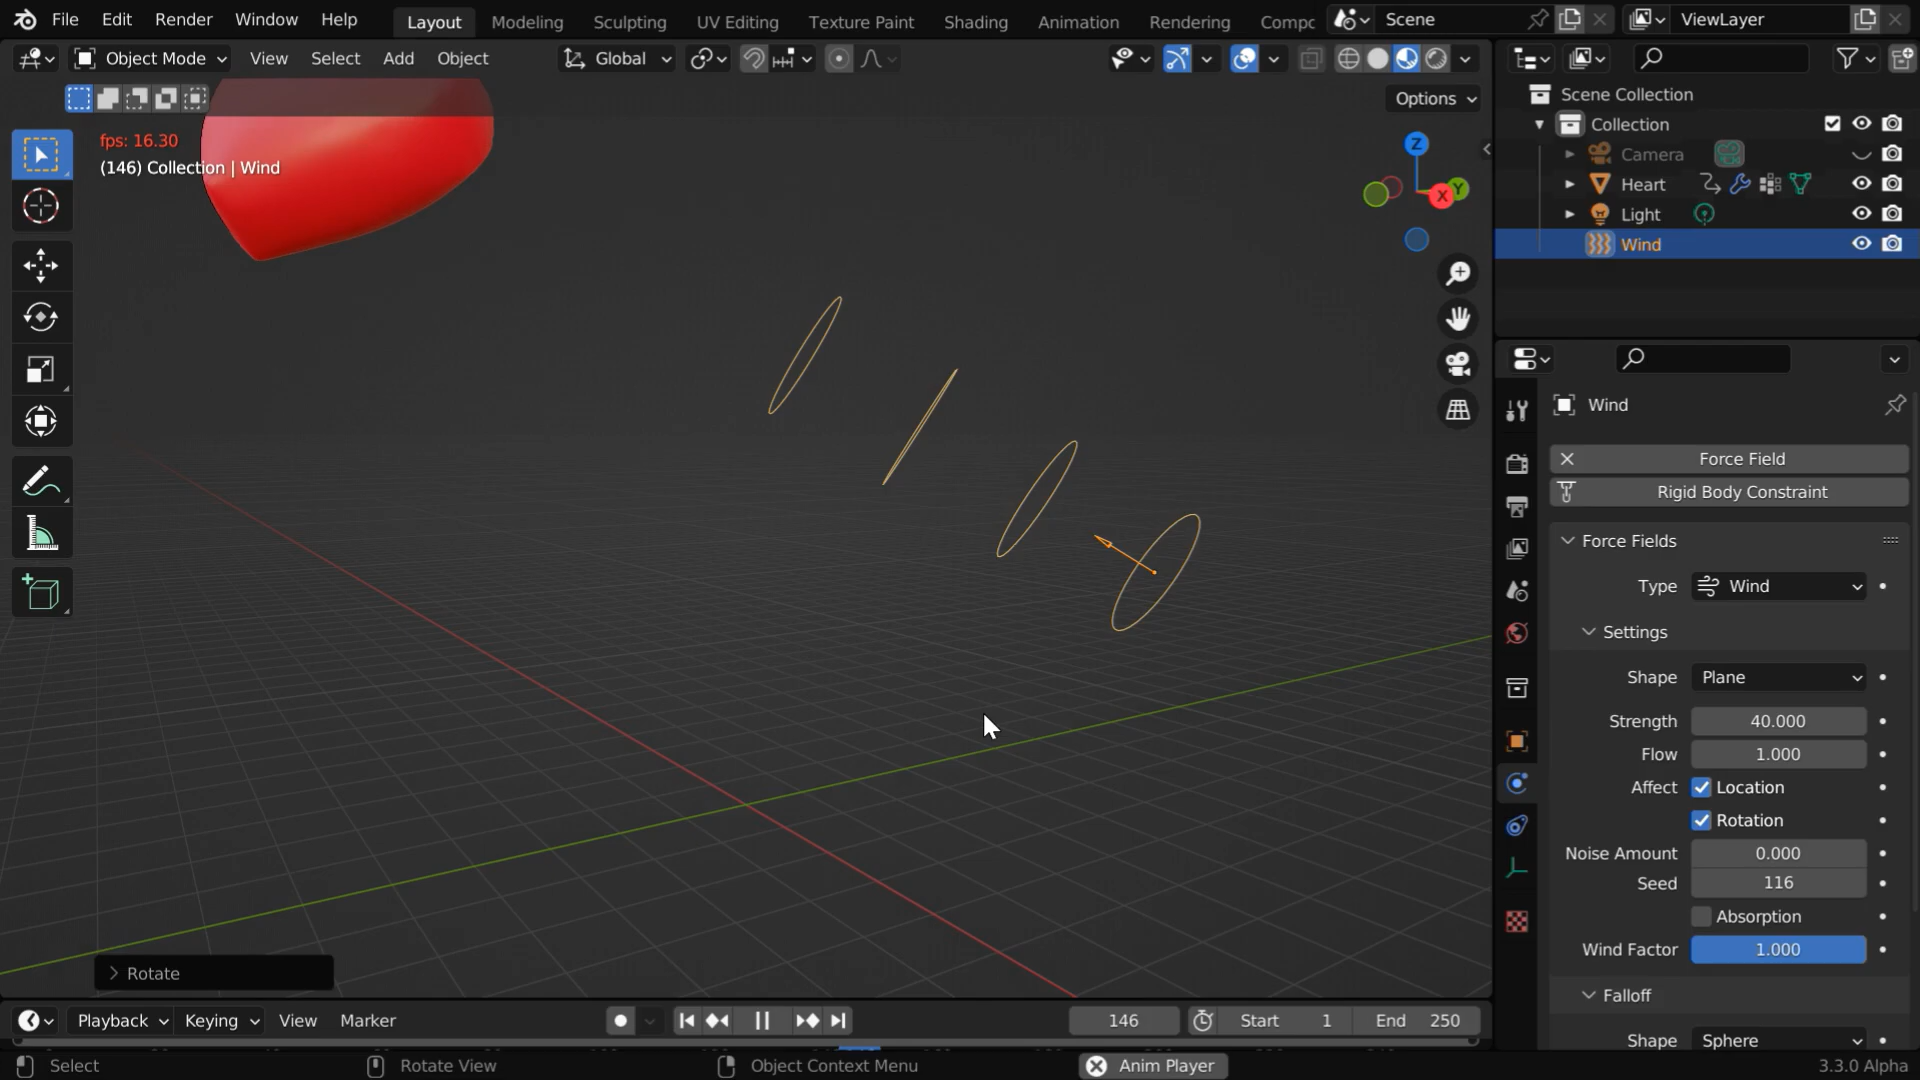 File Edit Render Window Help
Layout Modeling Sculpting UV Editing Texture Paint Shading Animation Rendering Compc
Scene
ViewLayer
Object Mode View Select Add Object
Global
Options
fps: 16.30
(146) Collection | Wind
Z
Y
X
Rotate
Scene Collection
Collection
Camera
Heart
Light
Wind
Wind
Force Field
Rigid Body Constraint
Force Fields
Type Wind
Settings
Shape Plane
Strength 40.000
Flow 1.000
Affect Location
Rotation
Noise Amount 0.000
Seed 116
Absorption
Wind Factor 1.000
Falloff
Shape Sphere
Playback Keying View Marker
146
Start 1
End 250
Select
Rotate View
Object Context Menu
Anim Player
3.3.0 Alpha